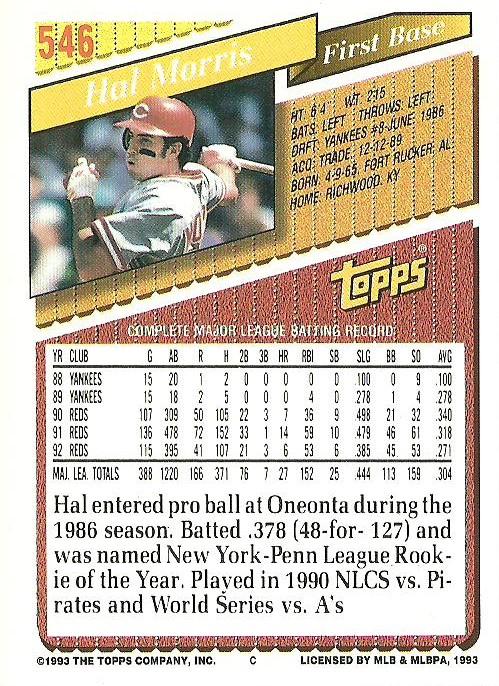 546
Hal Morris
First Base
HT: 6'4" WT: 215
BATS: LEFT THROWS: LEFT
DRFT: YANKEES #8-JUNE, 1986
ACQ: TRADE, 12-12-89
BORN: 4-9-65, FORT RUCKER, AL
HOME: RICHWOOD, KY
C
TOPPS®
COMPLETE MAJOR LEAGUE BATTING RECORD
YR CLUB G AB R H 2B 3B HR RBI SB SLG BB SO AVG
88 YANKEES 15 20 1 2 0 0 0 0 0 .100 0 9 .100
89 YANKEES 15 18 2 5 0 0 0 4 0 .278 1 4 .278
90 REDS 107 309 50 105 22 3 7 36 9 .498 21 32 .340
91 REDS 136 478 72 152 33 1 14 59 10 .479 46 61 .318
92 REDS 115 395 41 107 21 3 6 53 6 .385 45 53 .271
MAJ. LEA. TOTALS 388 1220 166 371 76 7 27 152 25 .444 113 159 .304
Hal entered pro ball at Oneonta during the
1986 season. Batted .378 (48-for- 127) and
was named New York-Penn League Rook-
ie of the Year. Played in 1990 NLCS vs. Pi-
rates and World Series vs. A's
©1993 THE TOPPS COMPANY, INC. C LICENSED BY MLB & MLBPA, 1993